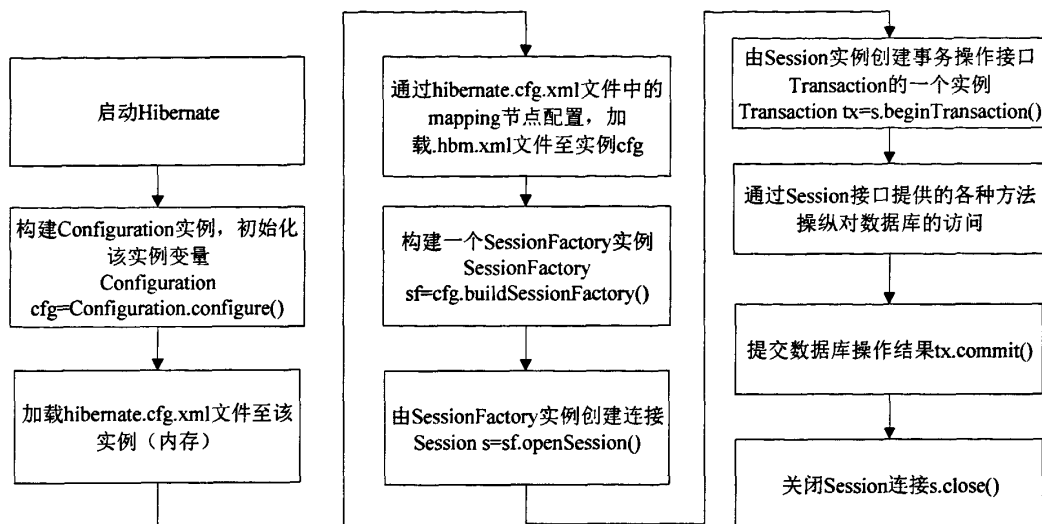 启动Hibernate
构建Configuration实例，初始化
该实例变量
Configuration
cfg=Configuration.configure()
加载hibernate.cfg.xml文件至该
实例（内存）
通过hibernate.cfg.xml文件中的
mapping节点配置，加
载.hbm.xml文件至实例cfg
构建一个SessionFactory实例
SessionFactory
sf=cfg.buildSessionFactory()
由SessionFactory实例创建连接
Session s=sf.openSession()
由Session实例创建事务操作接口
Transaction的一个实例
Transaction tx=s.beginTransaction()
通过Session接口提供的各种方法
操纵对数据库的访问
提交数据库操作结果tx.commit()
关闭Session连接s.close()